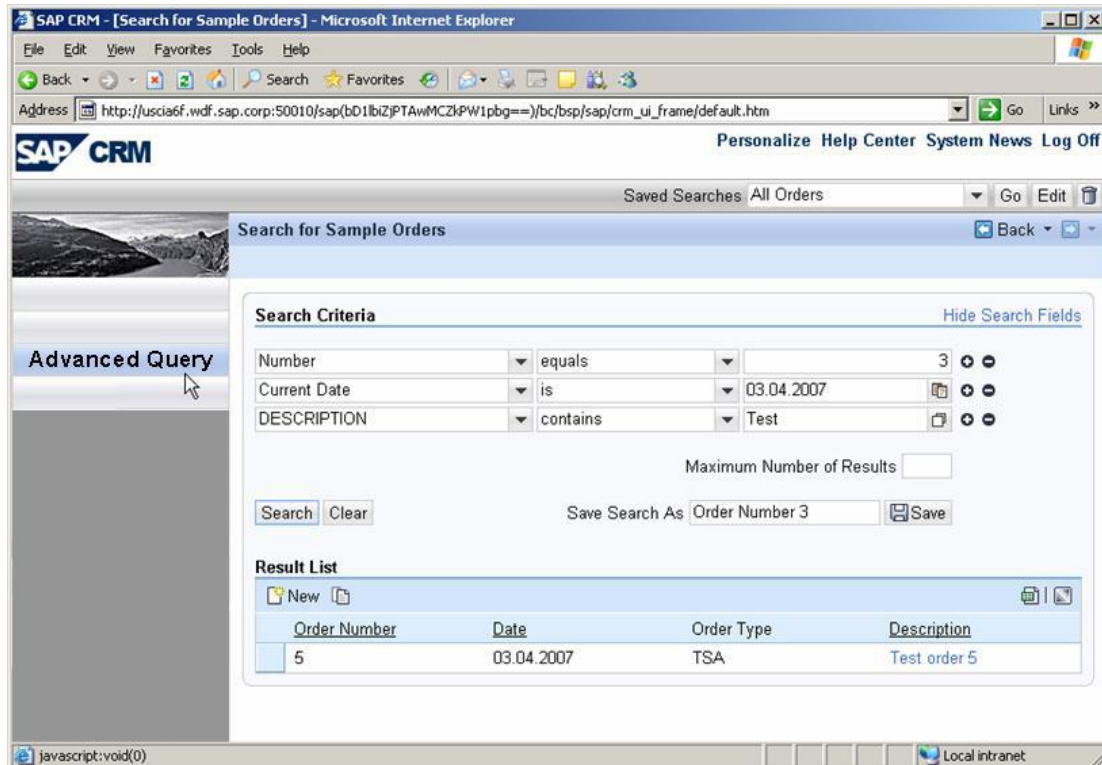 SAP CRM - [Search for Sample Orders] - Microsoft Internet Explorer
File Edit View Favorites Tools Help
Back Search Favorites
Address http://uscia6f.wdf.sap.corp:50010/sap(bD1lbiZjPTAwMCZkPW1pbg==)/bc/bsp/sap/crm_ui_frame/default.htm Go Links »
SAP CRM Personalize Help Center System News Log Off
Saved Searches All Orders Go Edit
Search for Sample Orders Back
Search Criteria Hide Search Fields
Advanced Query
Number equals 3
Current Date is 03.04.2007
DESCRIPTION contains Test
Maximum Number of Results
Search Clear Save Search As Order Number 3 Save
Result List
New
Order Number Date Order Type Description
5 03.04.2007 TSA Test order 5
javascript:void(0) Local intranet